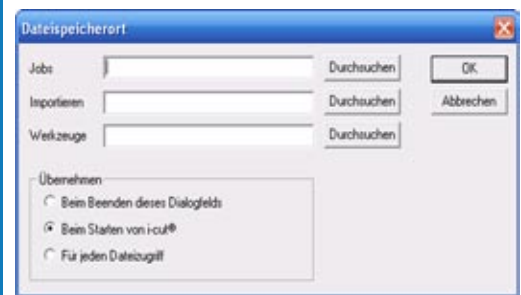 Dateispeicherort
Jobs Durchsuchen OK
Importieren Durchsuchen Abbrechen
Werkzeuge Durchsuchen
Übernehmen
Beim Beenden dieses Dialogfelds
Beim Starten von i-cut®
Für jeden Dateizugriff